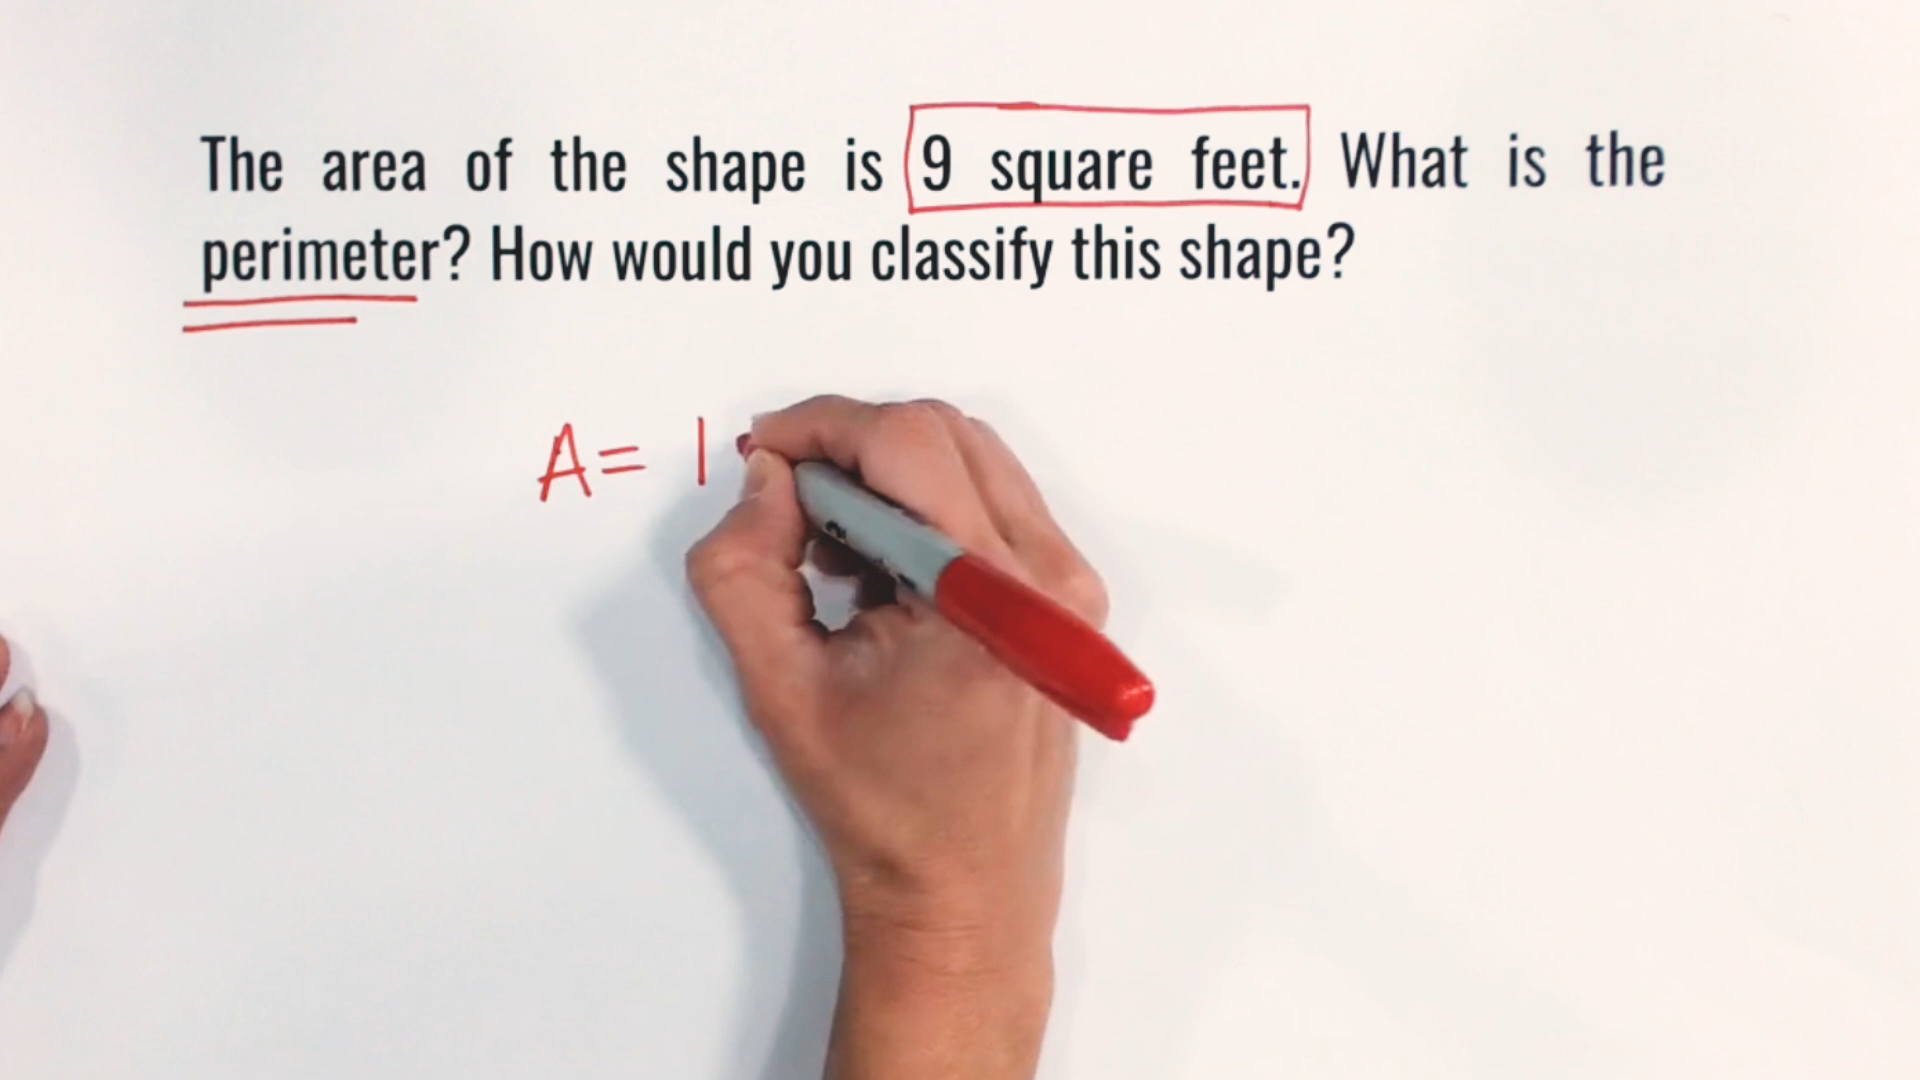 The area of the shape is 9 square feet. What is the
perimeter? How would you classify this shape?
A= l